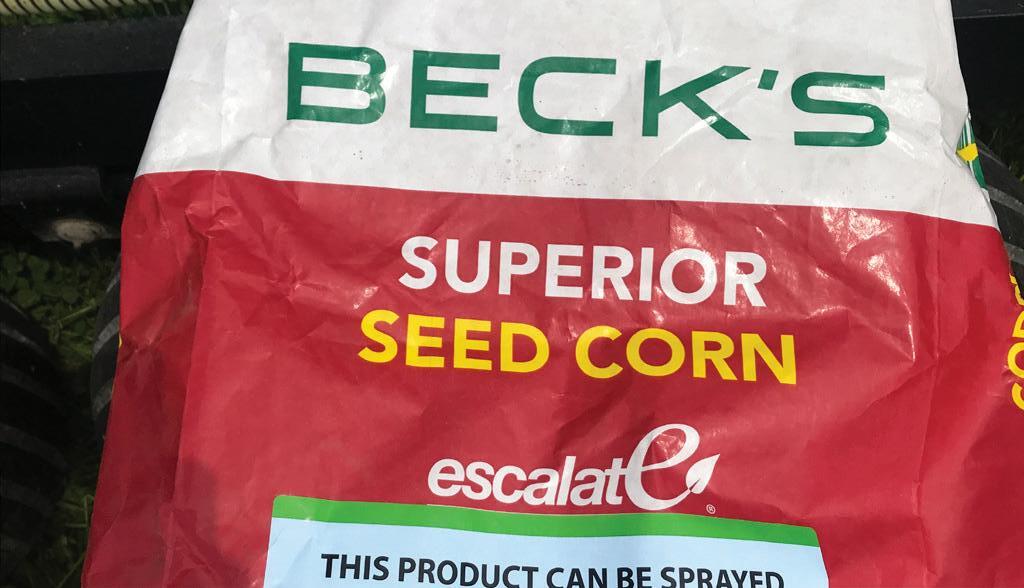 BECK'S
SUPERIOR
SEED CORN
escalate®
THIS PRODUCT CAN BE SPRAYED